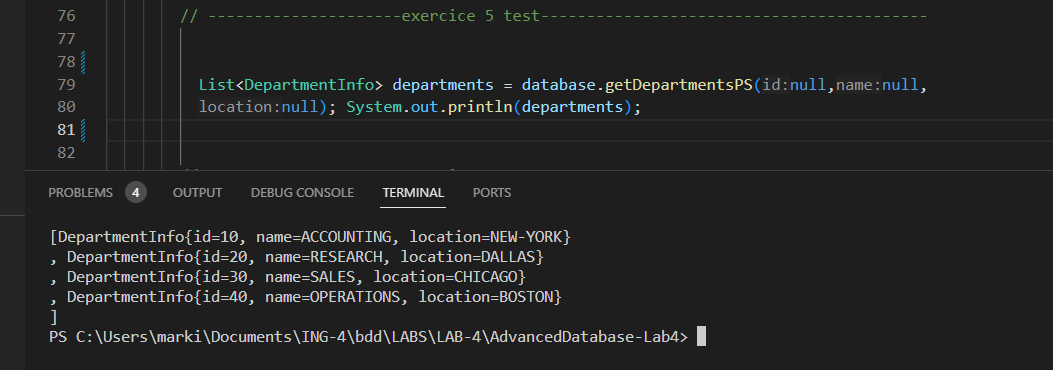 76 // ---------------------exercice 5 test------------------------------------------
77
78
79 List<DepartmentInfo> departments = database.getDepartmentsPS(id:null,name:null,
80 location:null); System.out.println(departments);
81
82
PROBLEMS 4 OUTPUT DEBUG CONSOLE TERMINAL PORTS
[DepartmentInfo{id=10, name=ACCOUNTING, location=NEW-YORK}
, DepartmentInfo{id=20, name=RESEARCH, location=DALLAS}
, DepartmentInfo{id=30, name=SALES, location=CHICAGO}
, DepartmentInfo{id=40, name=OPERATIONS, location=BOSTON}
]
PS C:\Users\marki\Documents\ING-4\bdd\LABS\LAB-4\AdvancedDatabase-Lab4>